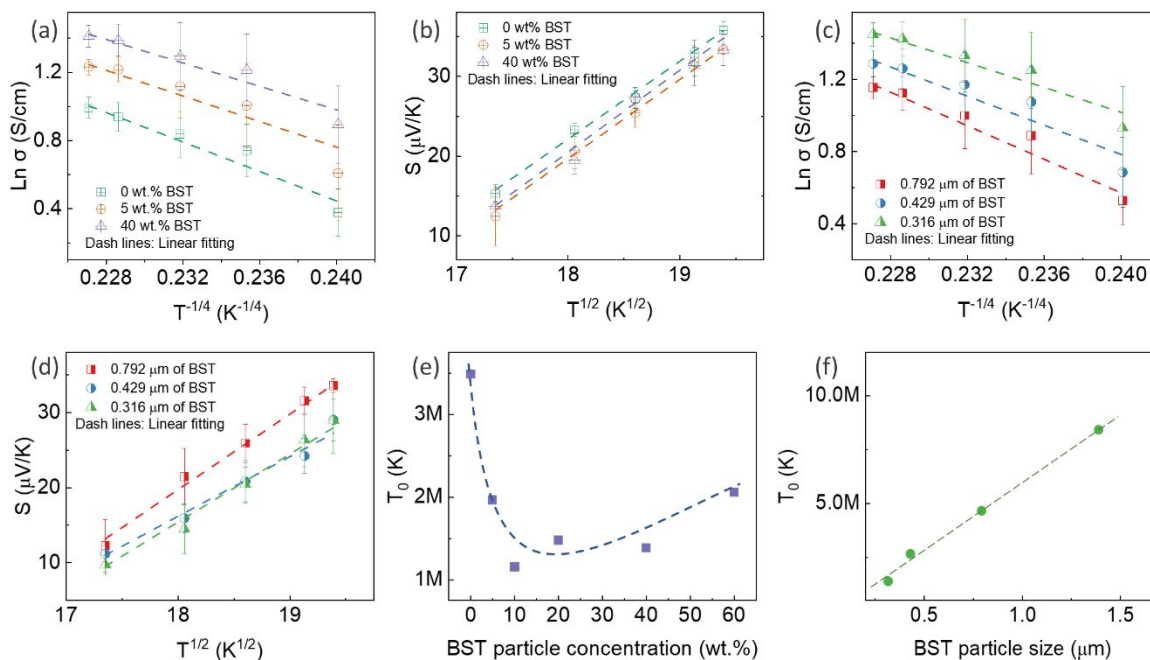 (a)
Ln σ (S/cm)
1.2
0.8
0.4
0 wt.% BST
5 wt.% BST
40 wt.% BST
Dash lines: Linear fitting
0.228 0.232 0.236 0.240
T-1/4 (K-1/4)
(b)
S (μV/K)
30
20
10
0 wt% BST
5 wt% BST
40 wt% BST
Dash lines: Linear fitting
17 18 19
T1/2 (K1/2)
(c)
Ln σ (S/cm)
1.2
0.8
0.4
0.792 μm of BST
0.429 μm of BST
0.316 μm of BST
Dash lines: Linear fitting
0.228 0.232 0.236 0.240
T-1/4 (K-1/4)
(d)
S (μV/K)
30
20
10
0.792 μm of BST
0.429 μm of BST
0.316 μm of BST
Dash lines: Linear fitting
17 18 19
T1/2 (K1/2)
(e)
T0 (K)
3M
2M
1M
0 10 20 30 40 50 60
BST particle concentration (wt.%)
(f)
T0 (K)
10.0M
5.0M
0.5 1.0 1.5
BST particle size (μm)